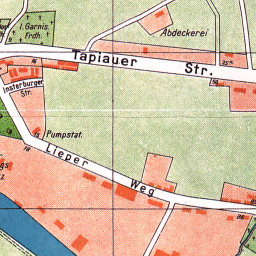 I. Garnis.
Frdh.
Abdeckerei
Tapiauer Str.
Insterburger
Str.
Pumpstat.
Lieper Weg